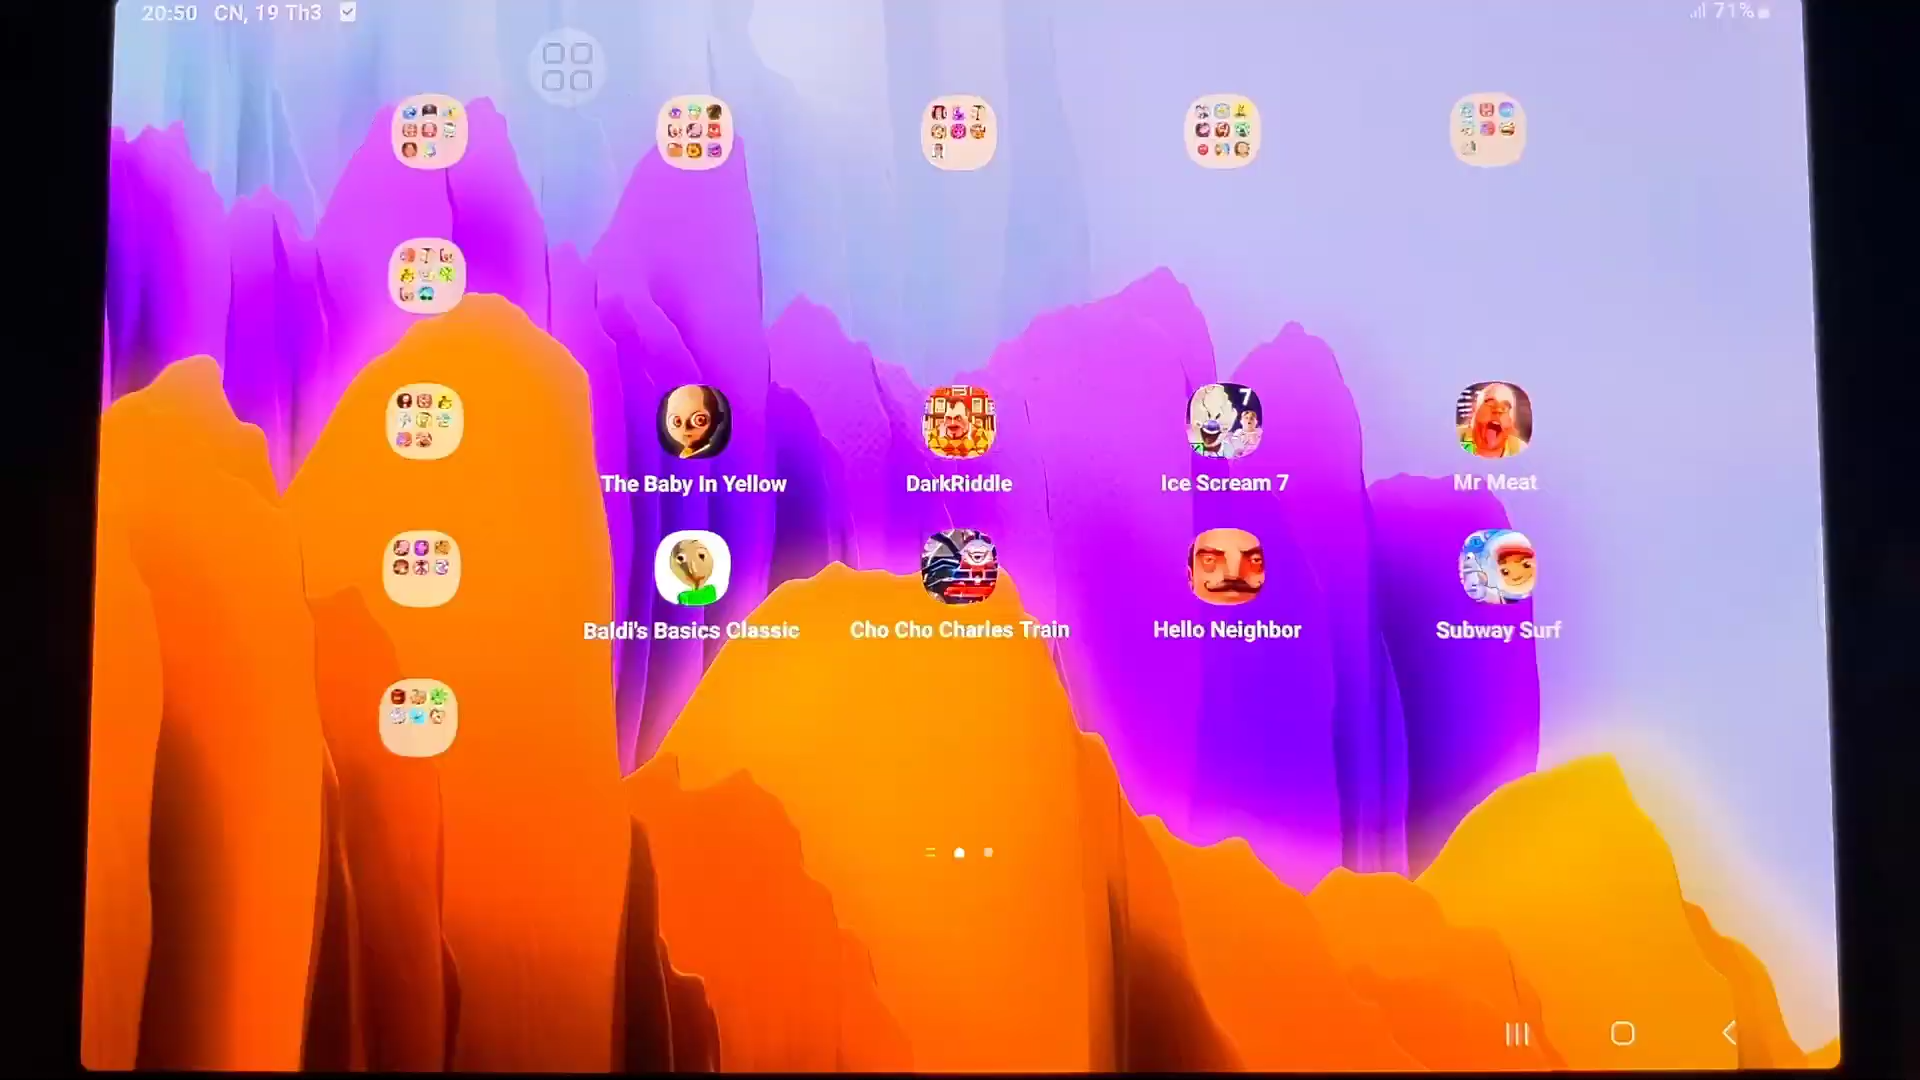 20:50 CN, 19 Th3
71%
7
The Baby In Yellow
DarkRiddle
Ice Scream 7
Mr Meat
Baldi's Basics Classic
Cho Cho Charles Train
Hello Neighbor
Subway Surf